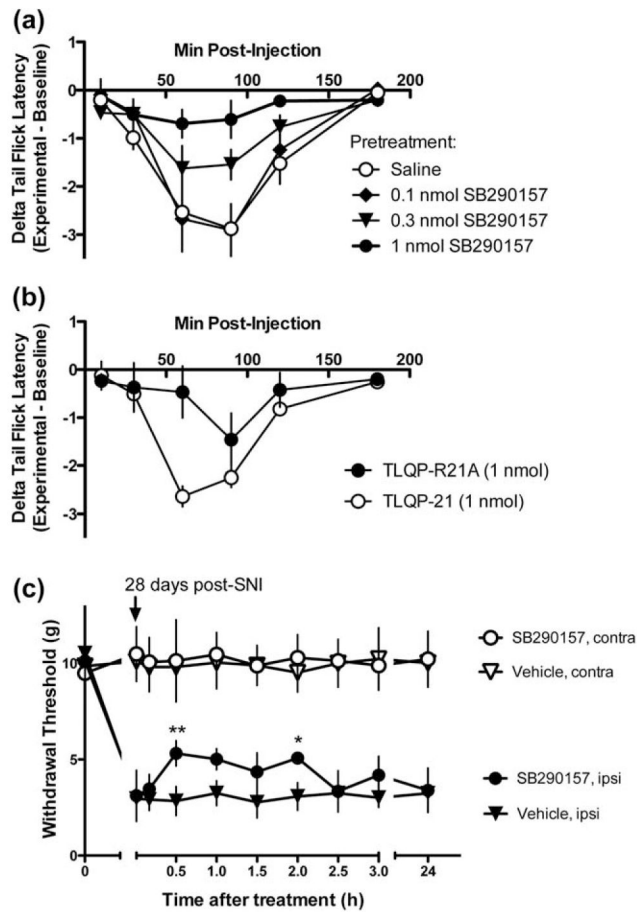 (a)
Min Post-Injection
50 100 150 200
0
-1
-2
-3
Delta Tail Flick Latency
(Experimental - Baseline)
Pretreatment:
Saline
0.1 nmol SB290157
0.3 nmol SB290157
1 nmol SB290157
(b)
Min Post-Injection
1
50 100 150 200
0
-1
-2
-3
Delta Tail Flick Latency
(Experimental - Baseline)
TLQP-R21A (1 nmol)
TLQP-21 (1 nmol)
(c)
28 days post-SNI
10
5
0
Withdrawal Threshold (g)
** *
SB290157, contra
Vehicle, contra
SB290157, ipsi
Vehicle, ipsi
0 0.5 1.0 1.5 2.0 2.5 3.0 24
Time after treatment (h)